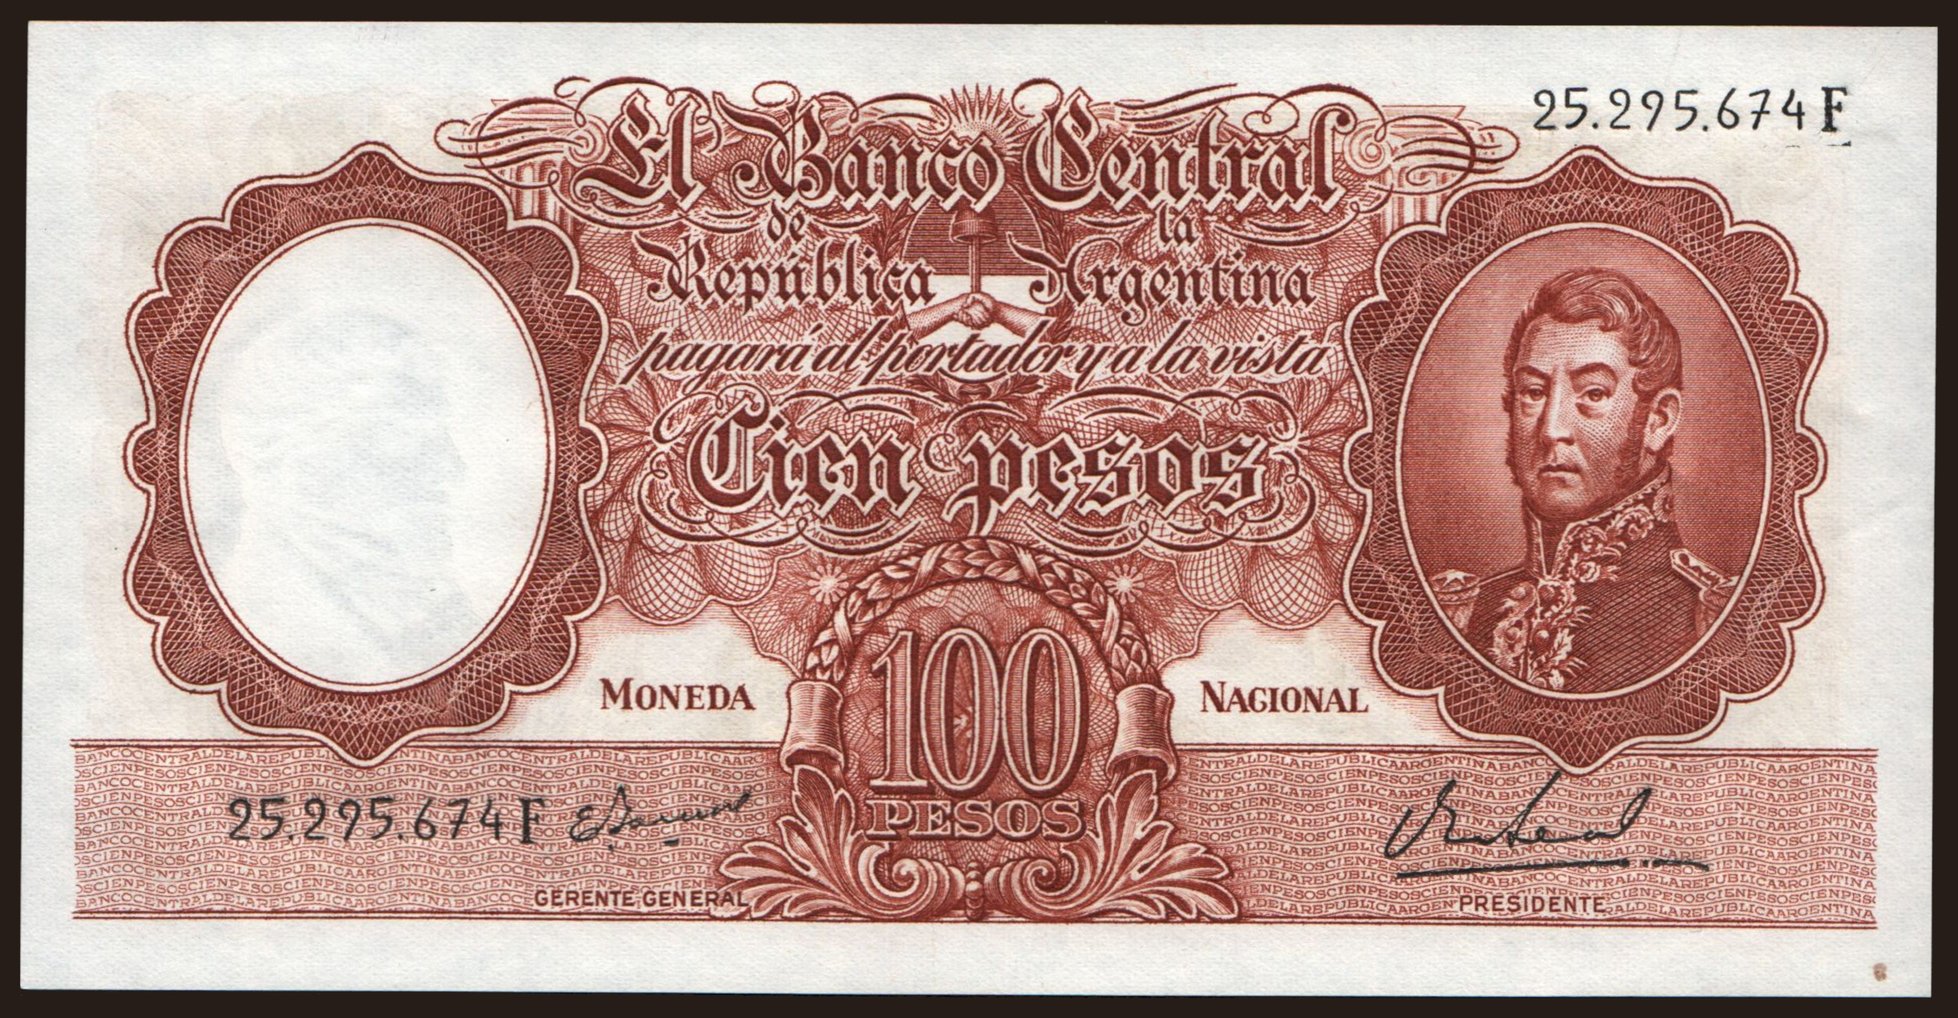 25.295.674 F
El Banco Central
de la
República Argentina
pagará al portador y a la vista
Cien pesos
MONEDA NACIONAL
100
PESOS
25.295.674 F
GERENTE GENERAL
PRESIDENTE